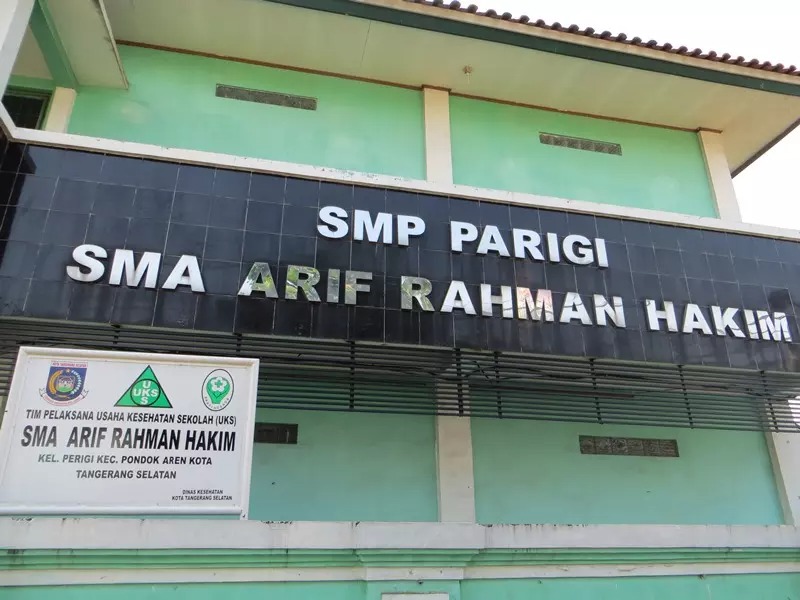 SMP PARIGI
SMA ARIF RAHMAN HAKIM
UKS
U
S
TIM PELAKSANA USAHA KESEHATAN SEKOLAH (UKS)
SMA ARIF RAHMAN HAKIM
KEL. PERIGI KEC. PONDOK AREN KOTA
TANGERANG SELATAN
DINAS KESEHATAN
KOTA TANGERANG SELATAN